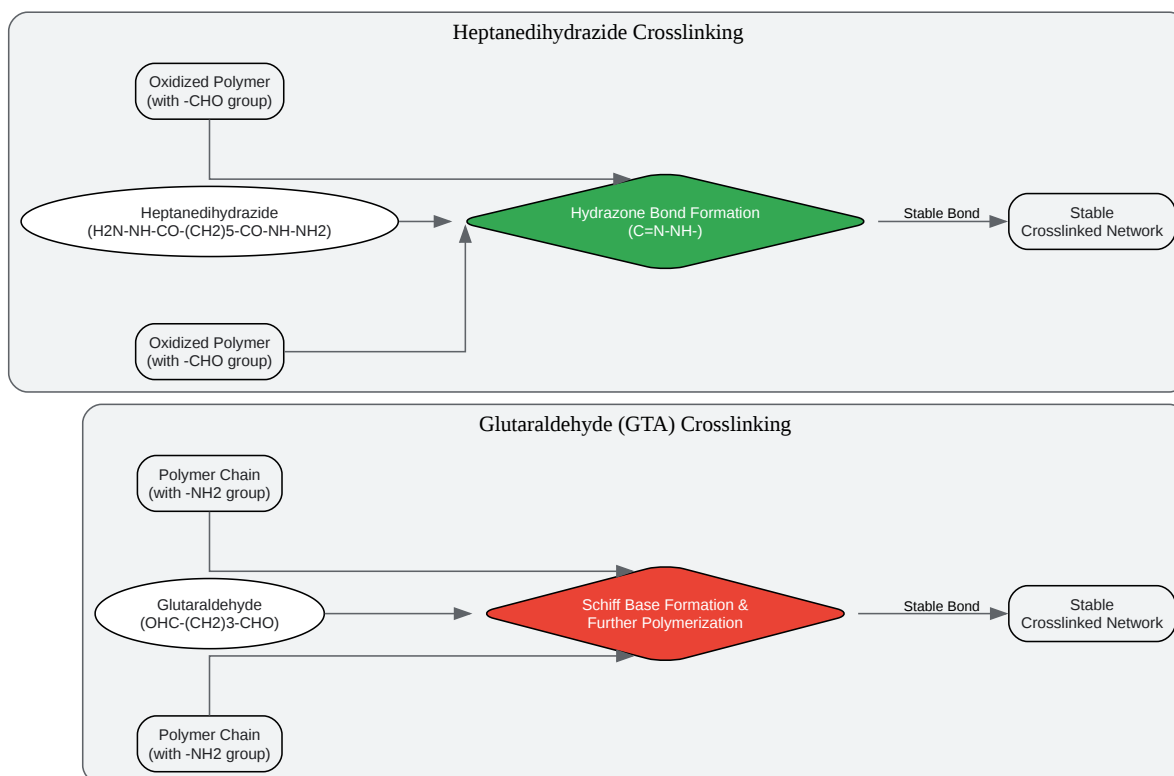 Heptanedihydrazide Crosslinking
Oxidized Polymer
(with -CHO group)
Heptanedihydrazide
(H2N-NH-CO-(CH2)5-CO-NH-NH2)
Hydrazone Bond Formation
(C=N-NH-)
Stable Bond
Stable
Crosslinked Network
Oxidized Polymer
(with -CHO group)
Glutaraldehyde (GTA) Crosslinking
Polymer Chain
(with -NH2 group)
Glutaraldehyde
(OHC-(CH2)3-CHO)
Schiff Base Formation &
Further Polymerization
Stable Bond
Stable
Crosslinked Network
Polymer Chain
(with -NH2 group)